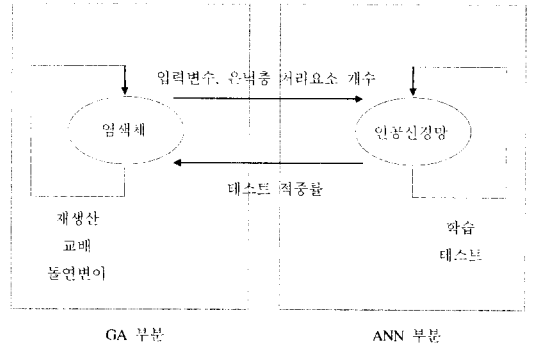 입력변수, 은닉층 처리요소 개수
염색체
인공신경망
테스트 적중률
재생산
교배
돌연변이
학습
테스트
GA 부분
ANN 부분